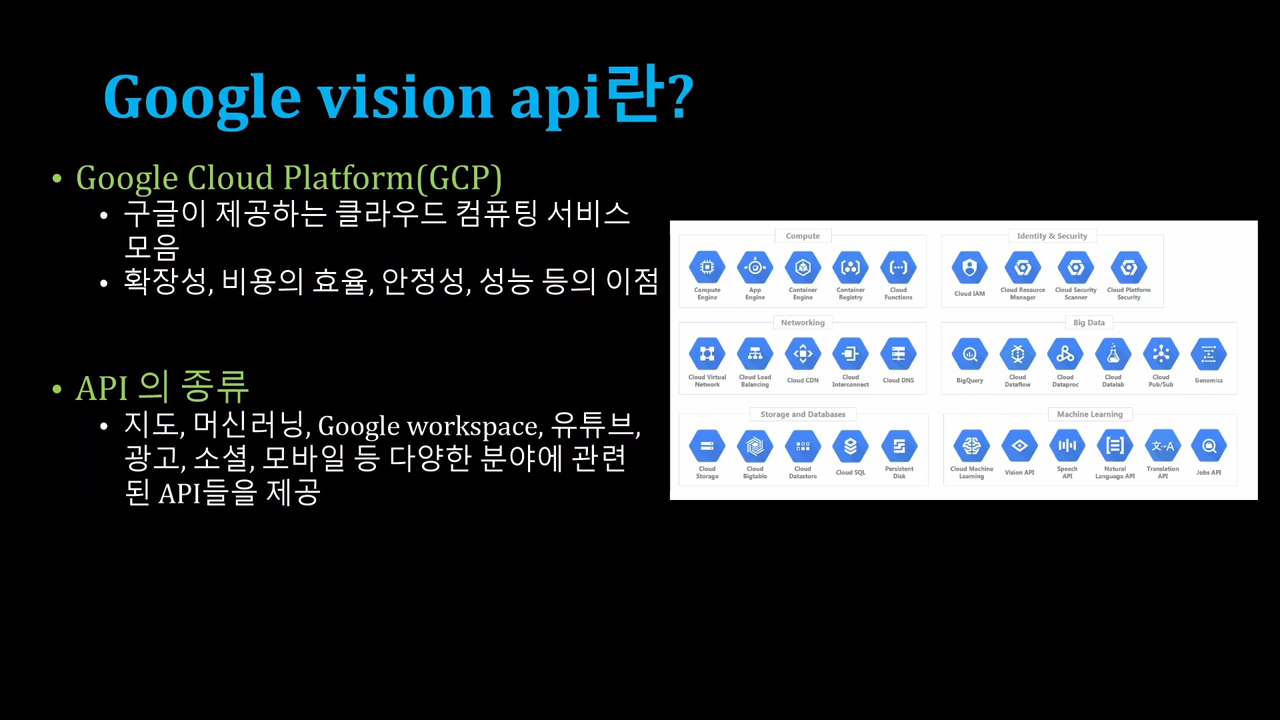 Google vision api란?
• Google Cloud Platform(GCP)
• 구글이 제공하는 클라우드 컴퓨팅 서비스
모음
• 확장성, 비용의 효율, 안정성, 성능 등의 이점
• API 의 종류
• 지도, 머신러닝, Google workspace, 유튜브,
광고, 소셜, 모바일 등 다양한 분야에 관련
된 API들을 제공
Compute
Compute Engine
App Engine
Container Engine
Container Registry
Cloud Functions
Identity & Security
Cloud IAM
Cloud Resource Manager
Cloud Security Scanner
Cloud Platform Security
Networking
Cloud Virtual Network
Cloud Load Balancing
Cloud CDN
Cloud Interconnect
Cloud DNS
Big Data
BigQuery
Cloud Dataflow
Cloud Dataproc
Cloud Datalab
Cloud Pub/Sub
Genomics
Storage and Databases
Cloud Storage
Cloud Bigtable
Cloud Datastore
Cloud SQL
Persistent Disk
Machine Learning
Cloud Machine Learning
Vision API
Speech API
Natural Language API
文→A
Translation API
Jobs API